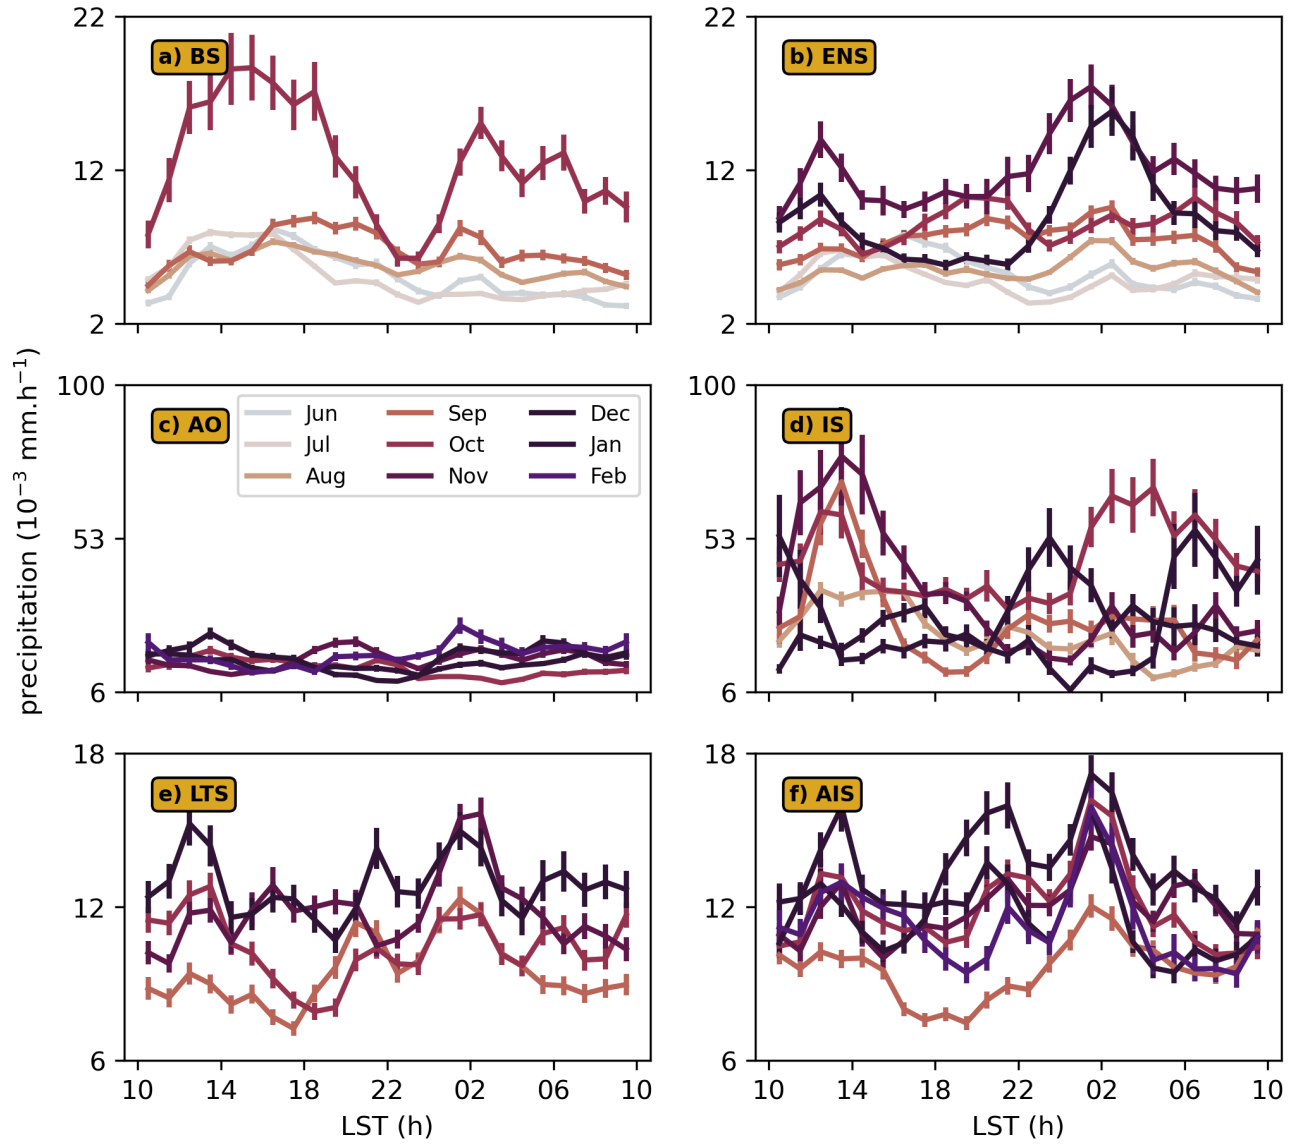 22
12
2
a) BS
22
12
2
b) ENS
precipitation (10⁻³ mm.h⁻¹)
100
53
6
c) AO
Jun
Jul
Aug
Sep
Oct
Nov
Dec
Jan
Feb
100
53
6
d) IS
18
12
6
e) LTS
10 14 18 22 02 06 10
LST (h)
18
12
6
f) AIS
10 14 18 22 02 06 10
LST (h)